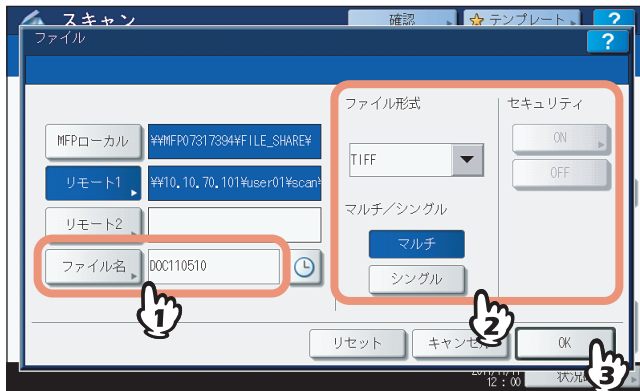 スキャン
確認
テンプレート
?
ファイル
?
ファイル形式
セキュリティ
MFPローカル
¥¥MFP07317394¥FILE_SHARE¥
TIFF
ON
OFF
リモート1
¥¥10.10.70.101¥user01¥scan¥
マルチ/シングル
リモート2
マルチ
ファイル名
DOC110510
シングル
1
2
リセット
キャンセル
OK
3
12:00